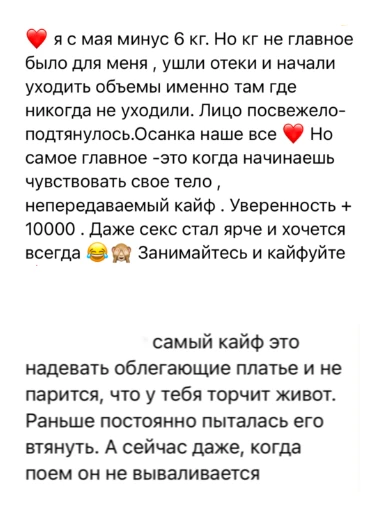 ❤️ я с мая минус 6 кг. Но кг не главное
было для меня , ушли отеки и начали
уходить объемы именно там где
никогда не уходили. Лицо посвежело-
подтянулось.Осанка наше все ❤️ Но
самое главное -это когда начинаешь
чувствовать свое тело ,
непередаваемый кайф . Уверенность +
10000 . Даже секс стал ярче и хочется
всегда 😂🙈 Занимайтесь и кайфуйте
самый кайф это
надевать облегающие платье и не
парится, что у тебя торчит живот.
Раньше постоянно пыталась его
втянуть. А сейчас даже, когда
поем он не вываливается